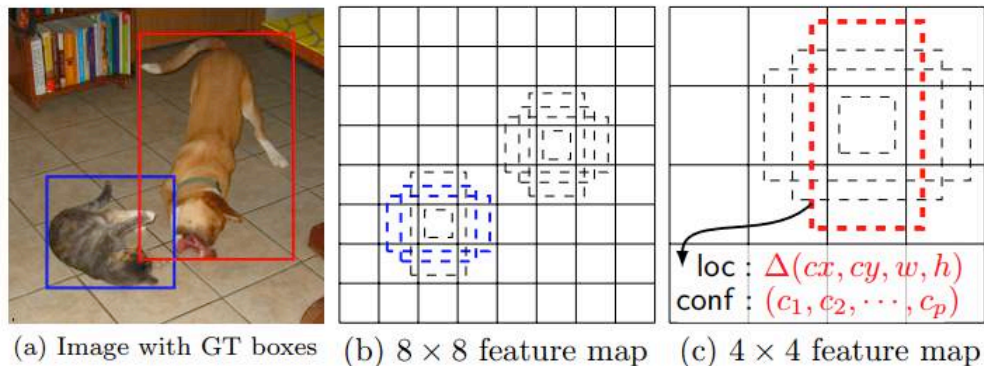 loc : Δ(cx, cy, w, h)
conf : (c₁, c₂, ⋯, cₚ)
(a) Image with GT boxes (b) 8 × 8 feature map (c) 4 × 4 feature map